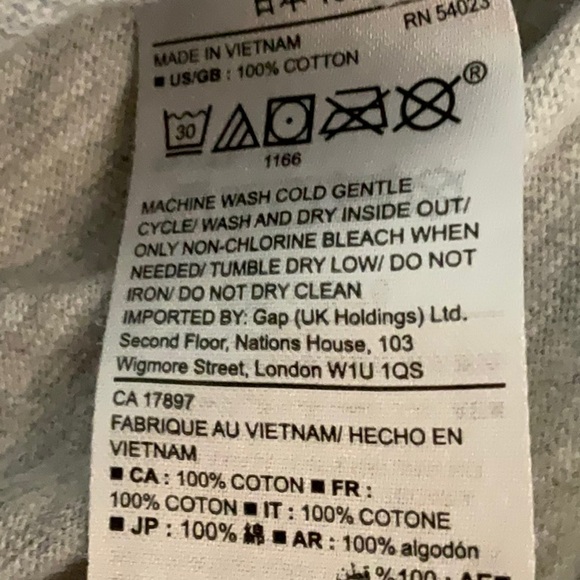 RN 54023
MADE IN VIETNAM
■ US/GB : 100% COTTON
30
®
1166
MACHINE WASH COLD GENTLE
CYCLE/ WASH AND DRY INSIDE OUT/
ONLY NON-CHLORINE BLEACH WHEN
NEEDED/ TUMBLE DRY LOW/ DO NOT
IRON/ DO NOT DRY CLEAN
IMPORTED BY: Gap (UK Holdings) Ltd.
Second Floor, Nations House, 103
Wigmore Street, London W1U 1QS
CA 17897
FABRIQUE AU VIETNAM/ HECHO EN
VIETNAM
■ CA : 100% COTON ■ FR :
100% COTON ■ IT : 100% COTONE
■ JP : 100% 綿 ■ AR : 100% algodón